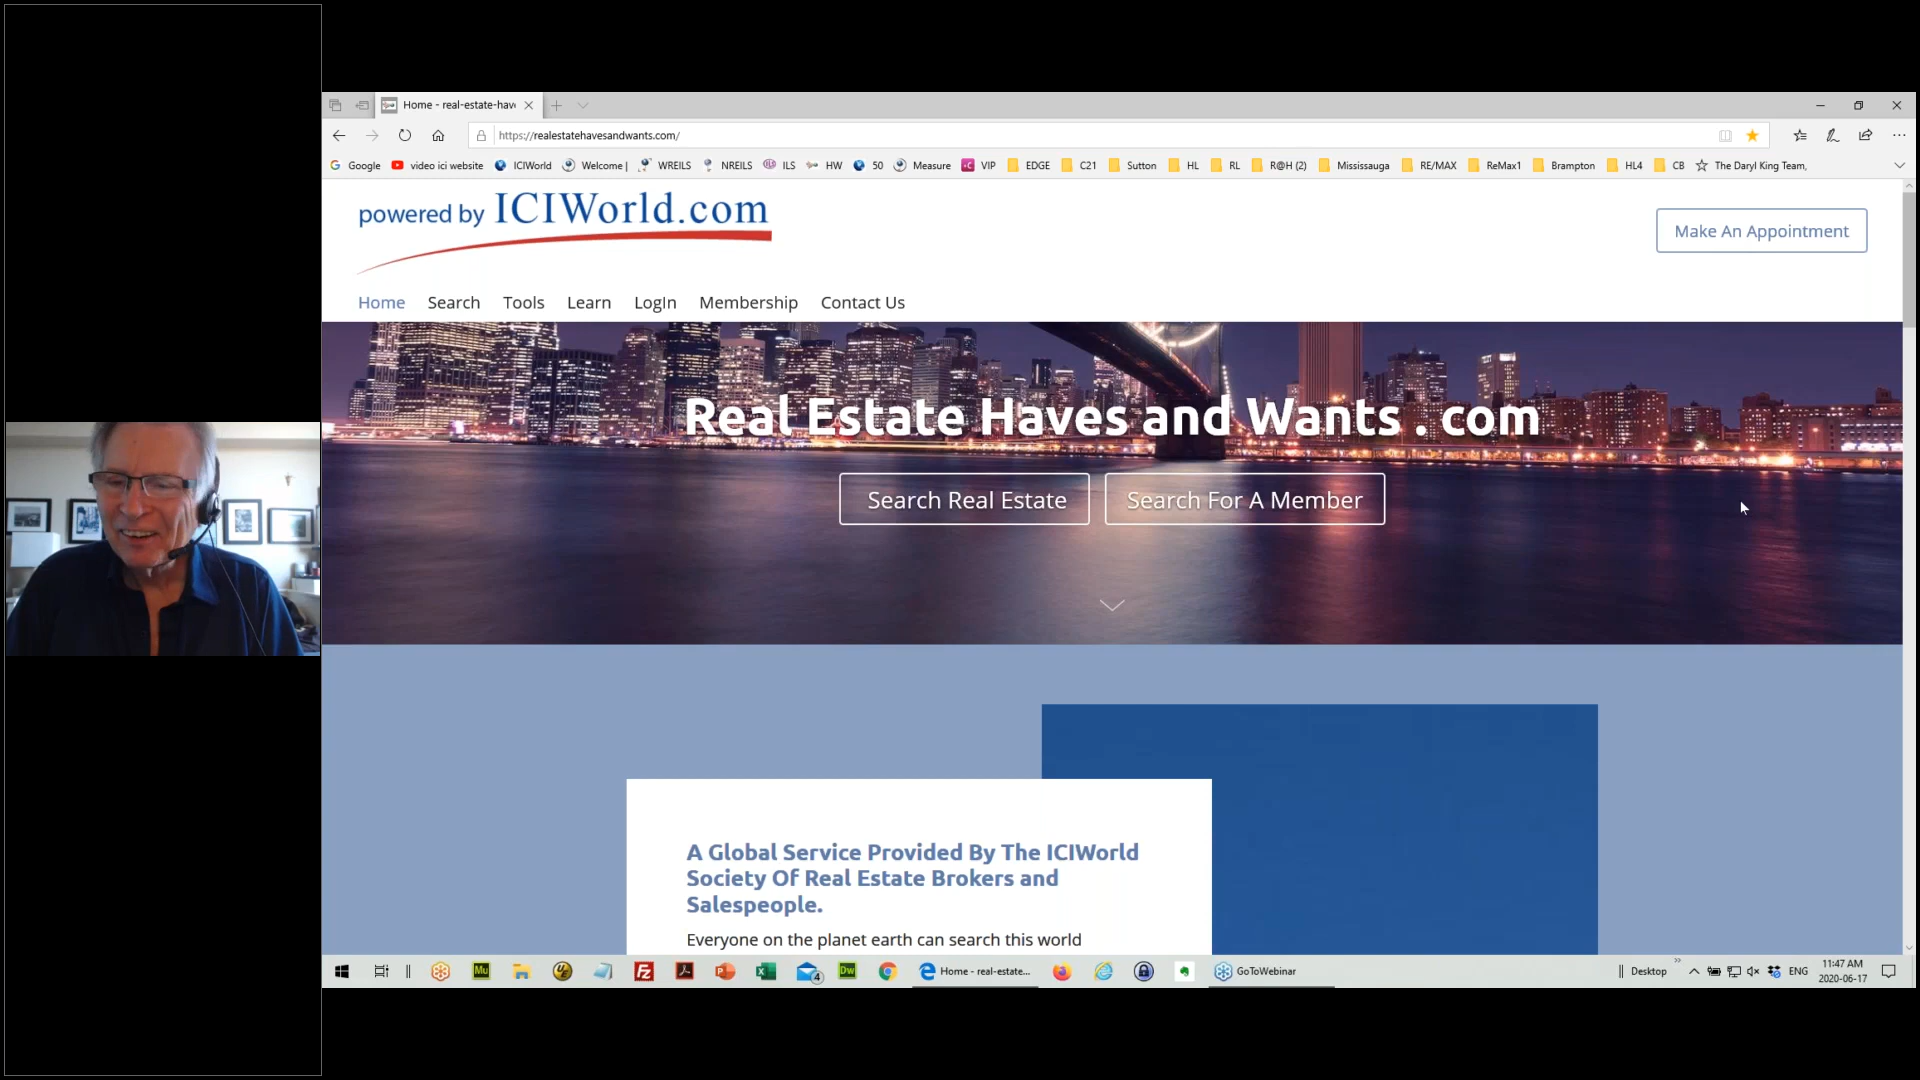 Home - real-estate-hav
https://realestatehavesandwants.com/
Google video ici website ICIWorld Welcome | WREILS NREILS ILS HW 50 Measure VIP EDGE C21 Sutton HL RL R@H (2) Mississauga RE/MAX ReMax1 Brampton HL4 CB The Daryl King Team,
powered by ICIWorld.com
Make An Appointment
Home Search Tools Learn LogIn Membership Contact Us
Real Estate Haves and Wants . com
Search Real Estate Search For A Member
A Global Service Provided By The ICIWorld
Society Of Real Estate Brokers and
Salespeople.
Everyone on the planet earth can search this world
Mu Dw Home - real-estate... GoToWebinar Desktop ENG
11:47 AM
2020-06-17